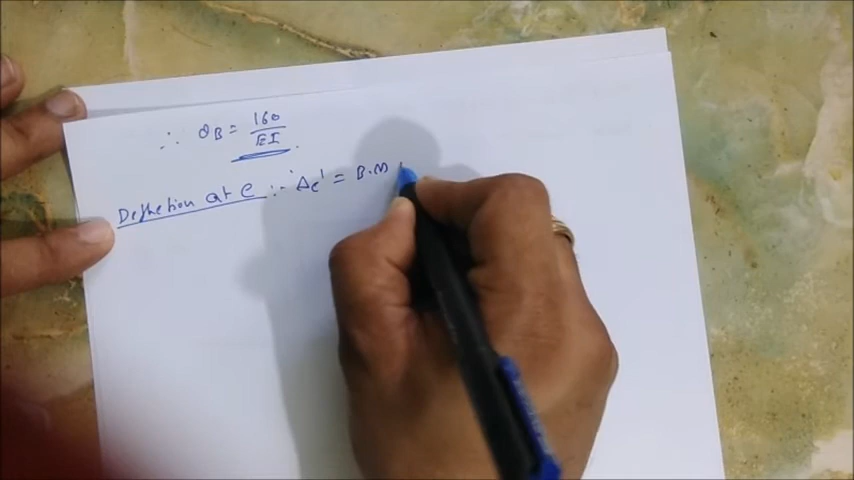 ∴ θB = 160/EI.
Deflection at C :- 'Δc' = B.M